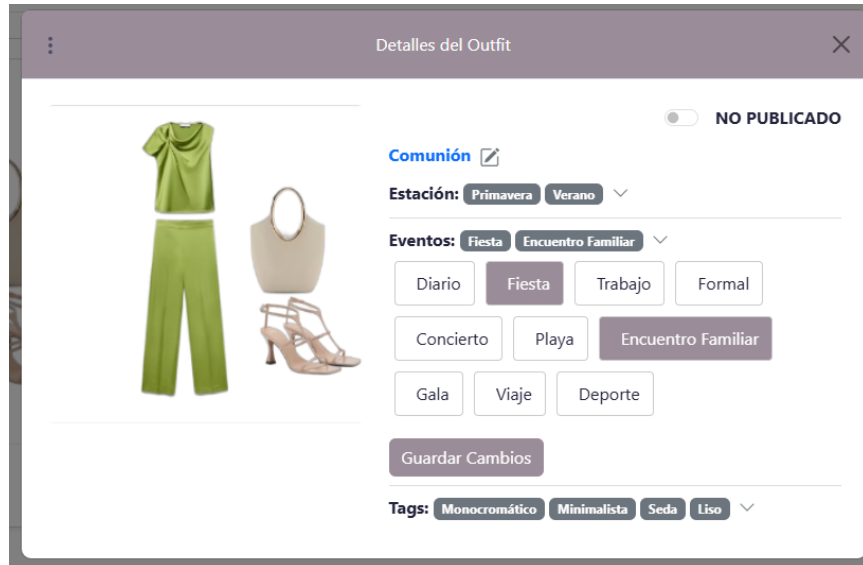 Detalles del Outfit
NO PUBLICADO
Comunión
Estación: Primavera Verano
Eventos: Fiesta Encuentro Familiar
Diario Fiesta Trabajo Formal
Concierto Playa Encuentro Familiar
Gala Viaje Deporte
Guardar Cambios
Tags: Monocromático Minimalista Seda Liso